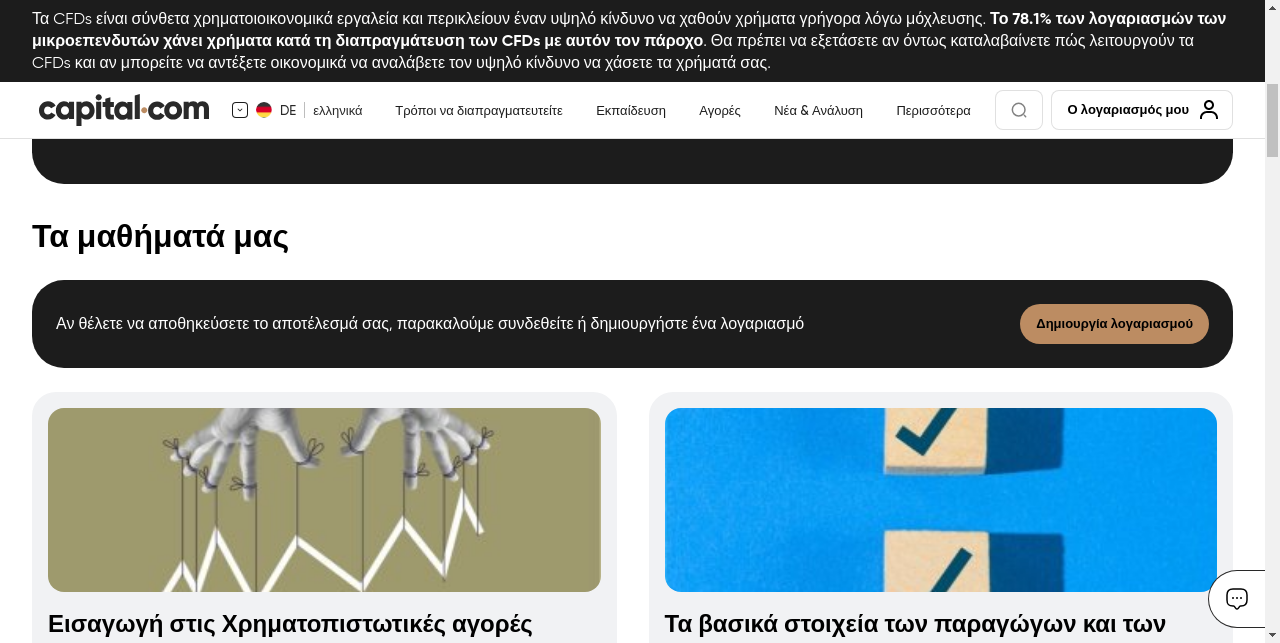 Τα CFDs είναι σύνθετα χρηματοιοικονομικά εργαλεία και περικλείουν έναν υψηλό κίνδυνο να χαθούν χρήματα γρήγορα λόγω μόχλευσης. Το 78.1% των λογαριασμών των
μικροεπενδυτών χάνει χρήματα κατά τη διαπραγμάτευση των CFDs με αυτόν τον πάροχο. Θα πρέπει να εξετάσετε αν όντως καταλαβαίνετε πώς λειτουργούν τα
CFDs και αν μπορείτε να αντέξετε οικονομικά να αναλάβετε τον υψηλό κίνδυνο να χάσετε τα χρήματά σας.
capital.com DE ελληνικά Τρόποι να διαπραγματευτείτε Εκπαίδευση Αγορές Νέα & Ανάλυση Περισσότερα Ο λογαριασμός μου
Τα μαθήματά μας
Αν θέλετε να αποθηκεύσετε το αποτέλεσμά σας, παρακαλούμε συνδεθείτε ή δημιουργήστε ένα λογαριασμό
Δημιουργία λογαριασμού
Εισαγωγή στις Χρηματοπιστωτικές αγορές
Τα βασικά στοιχεία των παραγώγων και των